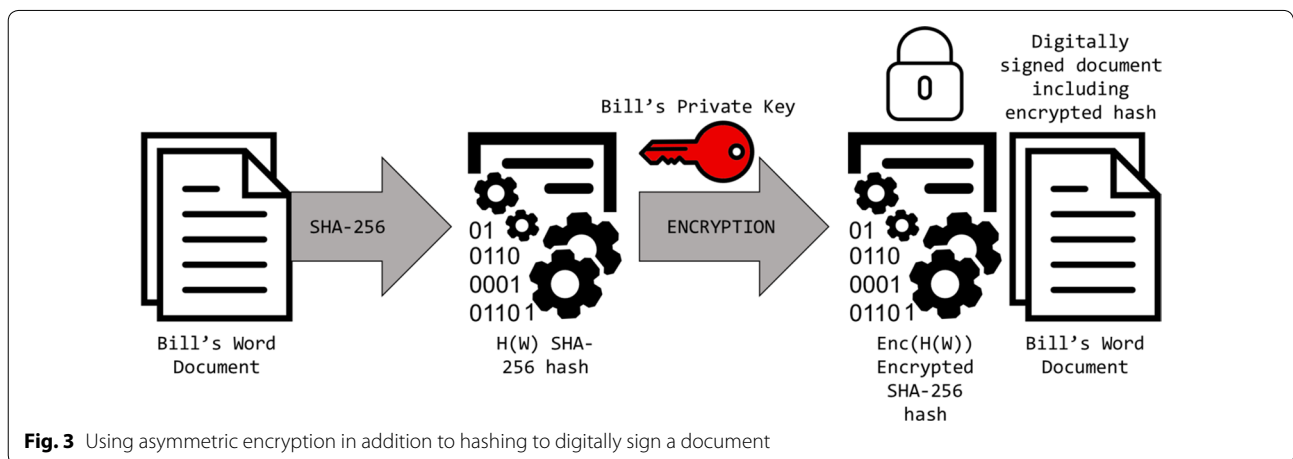 Digitally
signed document
including
encrypted hash
Bill's Private Key
SHA-256
ENCRYPTION
01
0110
0001
0110 1
01
0110
0001
0110 1
Bill's Word
Document
H(W) SHA-
256 hash
Enc(H(W))
Encrypted
SHA-256
hash
Bill's Word
Document
Fig. 3 Using asymmetric encryption in addition to hashing to digitally sign a document